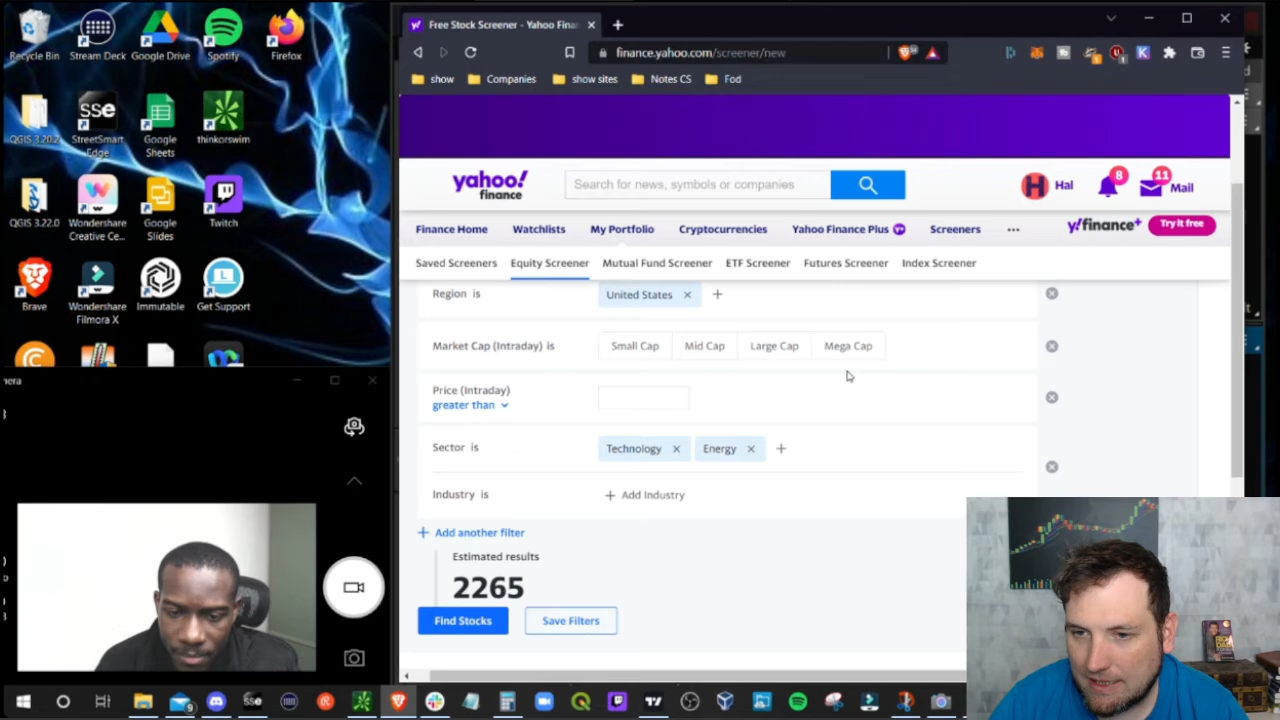 Recycle Bin
Stream Deck
Google Drive
Spotify
Firefox
QGIS 3.20.2
StreetSmart Edge
Google Sheets
thinkorswim
QGIS 3.22.0
Wondershare Creative Ce...
Google Slides
Twitch
Brave
Wondershare Filmora X
Immutable
Get Support
Free Stock Screener - Yahoo Finan
finance.yahoo.com/screener/new
show
Companies
show sites
Notes CS
Fod
yahoo! finance
Search for news, symbols or companies
Hal
8
11
Mail
Finance Home
Watchlists
My Portfolio
Cryptocurrencies
Yahoo Finance Plus
Screeners
y!finance+
Try it free
Saved Screeners
Equity Screener
Mutual Fund Screener
ETF Screener
Futures Screener
Index Screener
Region is
United States
Market Cap (Intraday) is
Small Cap
Mid Cap
Large Cap
Mega Cap
Price (Intraday)
greater than
Sector is
Technology
Energy
Industry is
Add Industry
Add another filter
Estimated results
2265
Find Stocks
Save Filters